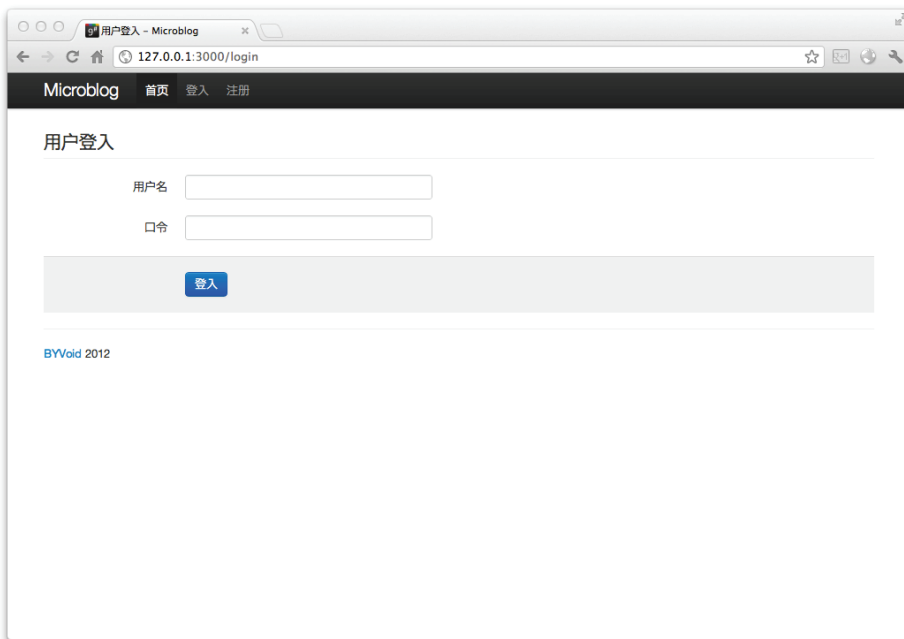 用户登入 – Microblog
127.0.0.1:3000/login
Microblog 首页 登入 注册
用户登入
用户名
口令
登入
BYVoid 2012